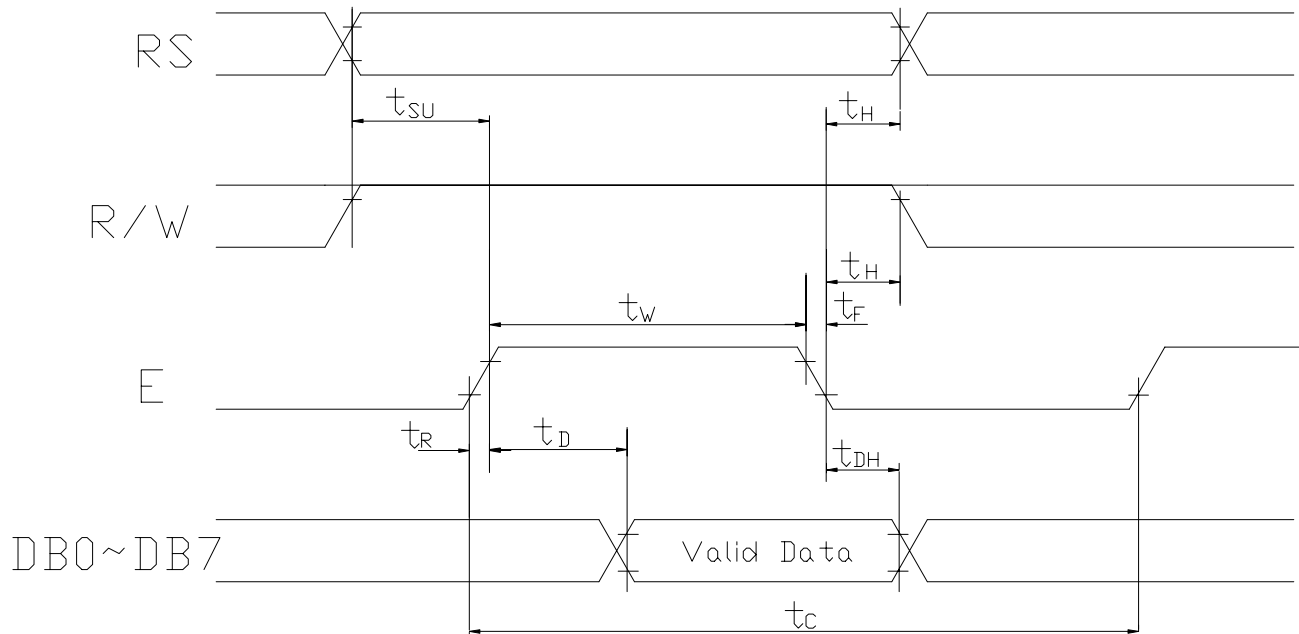 RS
tSU
tH
R/W
tH
tW
tF
E
tR
tD
tDH
DB0~DB7
Valid Data
tC